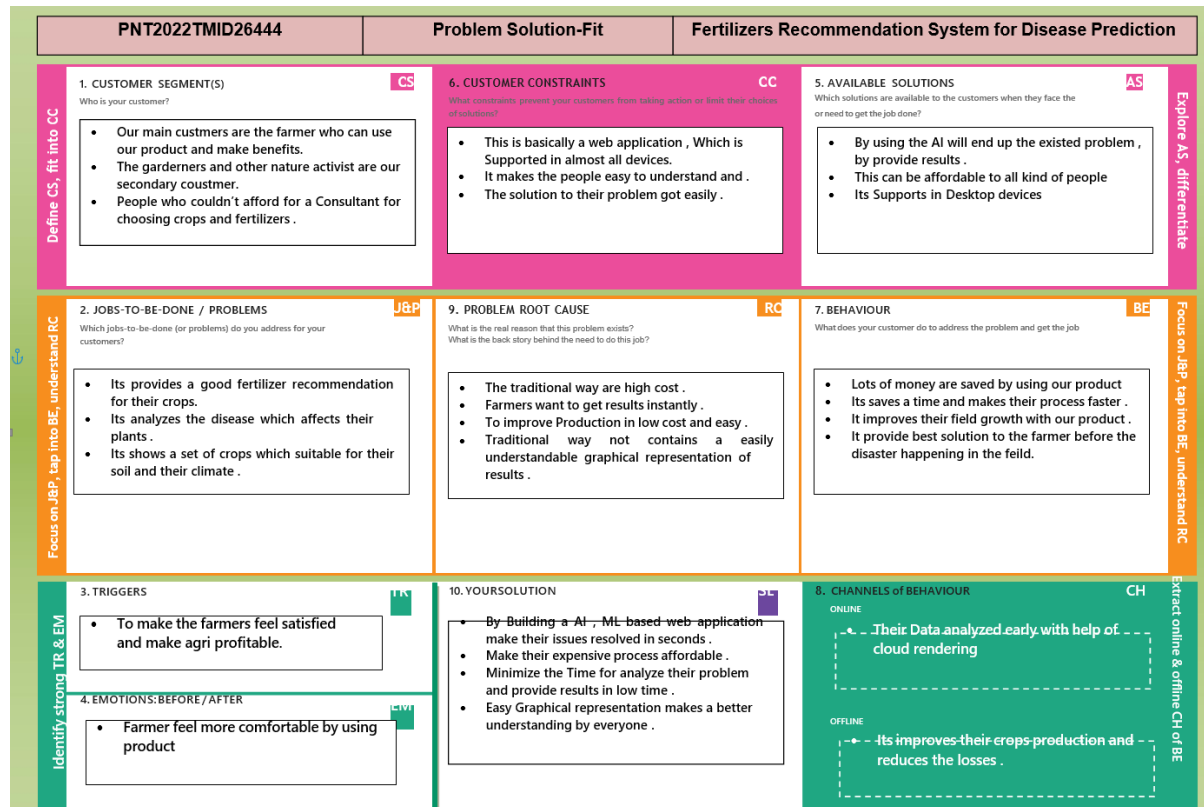 PNT2022TMID26444
Problem Solution-Fit
Fertilizers Recommendation System for Disease Prediction
Define CS, fit into CC
1. CUSTOMER SEGMENT(S)
CS
Who is your customer?
• Our main custmers are the farmer who can use
our product and make benefits.
• The garderners and other nature activist are our
secondary coustmer.
• People who couldn´t afford for a Consultant for
choosing crops and fertilizers .
6. CUSTOMER CONSTRAINTS
CC
What constraints prevent your customers from taking action or limit their choices
of solutions?
• This is basically a web application , Which is
Supported in almost all devices.
• It makes the people easy to understand and .
• The solution to their problem got easily .
5. AVAILABLE SOLUTIONS
AS
Which solutions are available to the customers when they face the
or need to get the job done?
• By using the AI will end up the existed problem ,
by provide results .
• This can be affordable to all kind of people
• Its Supports in Desktop devices
Explore AS, differentiate
Focus on J&P, tap into BE, understand RC
2. JOBS-TO-BE-DONE / PROBLEMS
J&P
Which jobs-to-be-done (or problems) do you address for your
customers?
• Its provides a good fertilizer recommendation
for their crops.
• Its analyzes the disease which affects their
plants .
• Its shows a set of crops which suitable for their
soil and their climate .
9. PROBLEM ROOT CAUSE
RC
What is the real reason that this problem exists?
What is the back story behind the need to do this job?
• The traditional way are high cost .
• Farmers want to get results instantly .
• To improve Production in low cost and easy .
• Traditional way not contains a easily
understandable graphical representation of
results .
7. BEHAVIOUR
BE
What does your customer do to address the problem and get the job
• Lots of money are saved by using our product
• Its saves a time and makes their process faster .
• It improves their field growth with our product .
• It provide best solution to the farmer before the
disaster happening in the feild.
Focus on J&P, tap into BE, understand RC
Identify strong TR & EM
3. TRIGGERS
TR
• To make the farmers feel satisfied
and make agri profitable.
4. EMOTIONS: BEFORE / AFTER
EM
• Farmer feel more comfortable by using
product
10. YOUR SOLUTION
SL
• By Building a AI , ML based web application
make their issues resolved in seconds .
• Make their expensive process affordable .
• Minimize the Time for analyze their problem
and provide results in low time .
• Easy Graphical representation makes a better
understanding by everyone .
8. CHANNELS of BEHAVIOUR
CH
ONLINE
• Their Data analyzed early with help of
cloud rendering
OFFLINE
• Its improves their crops production and
reduces the losses .
Extract online & offline CH of BE